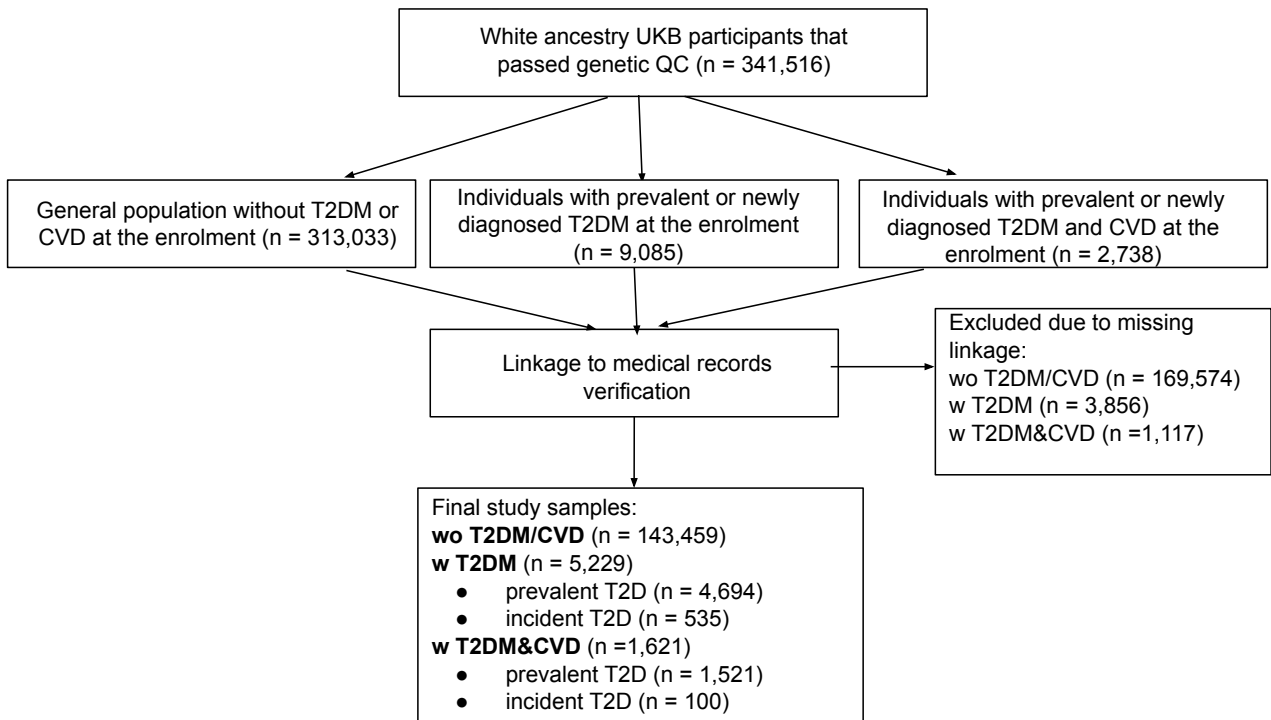 White ancestry UKB participants that
passed genetic QC (n = 341,516)
General population without T2DM or
CVD at the enrolment (n = 313,033)
Individuals with prevalent or newly
diagnosed T2DM at the enrolment
(n = 9,085)
Individuals with prevalent or newly
diagnosed T2DM and CVD at the
enrolment (n = 2,738)
Linkage to medical records
verification
Excluded due to missing
linkage:
wo T2DM/CVD (n = 169,574)
w T2DM (n = 3,856)
w T2DM&CVD (n =1,117)
Final study samples:
wo T2DM/CVD (n = 143,459)
w T2DM (n = 5,229)
● prevalent T2D (n = 4,694)
● incident T2D (n = 535)
w T2DM&CVD (n =1,621)
● prevalent T2D (n = 1,521)
● incident T2D (n = 100)